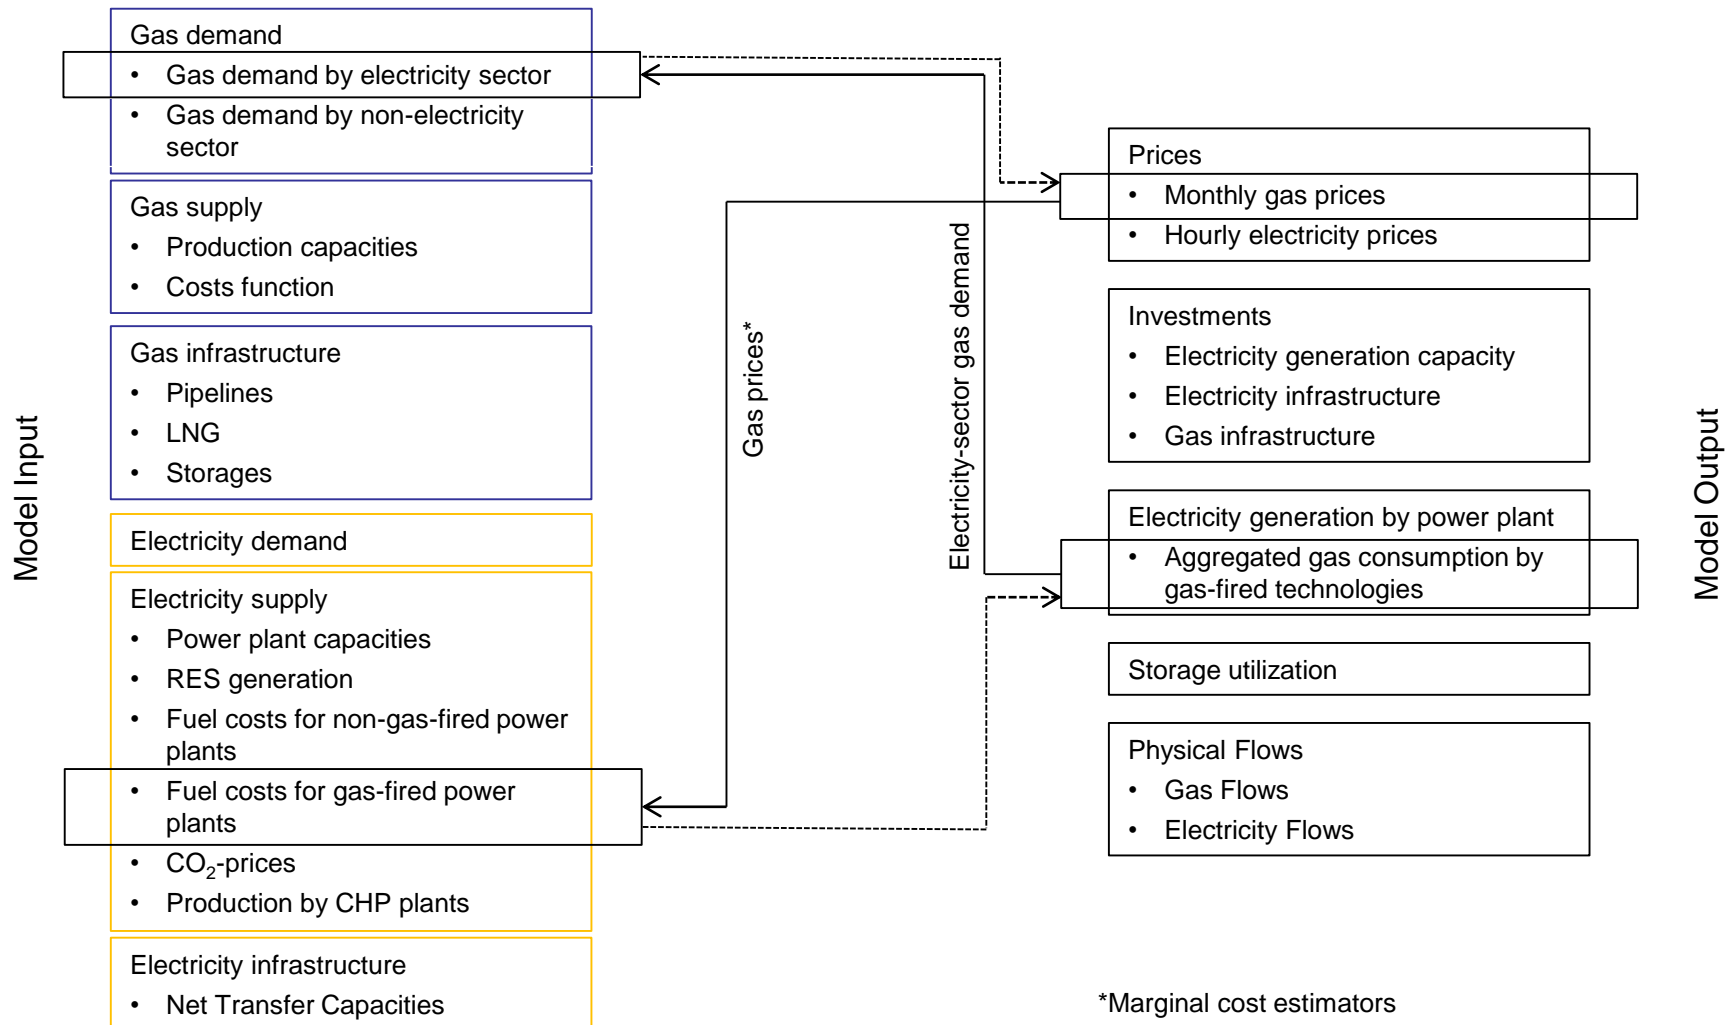 Model Input
Gas demand
• Gas demand by electricity sector
• Gas demand by non-electricity
sector
Gas supply
• Production capacities
• Costs function
Gas infrastructure
• Pipelines
• LNG
• Storages
Electricity demand
Electricity supply
• Power plant capacities
• RES generation
• Fuel costs for non-gas-fired power
plants
• Fuel costs for gas-fired power
plants
• CO₂-prices
• Production by CHP plants
Electricity infrastructure
• Net Transfer Capacities
Gas prices*
Electricity-sector gas demand
Prices
• Monthly gas prices
• Hourly electricity prices
Investments
• Electricity generation capacity
• Electricity infrastructure
• Gas infrastructure
Electricity generation by power plant
• Aggregated gas consumption by
gas-fired technologies
Storage utilization
Physical Flows
• Gas Flows
• Electricity Flows
Model Output
*Marginal cost estimators